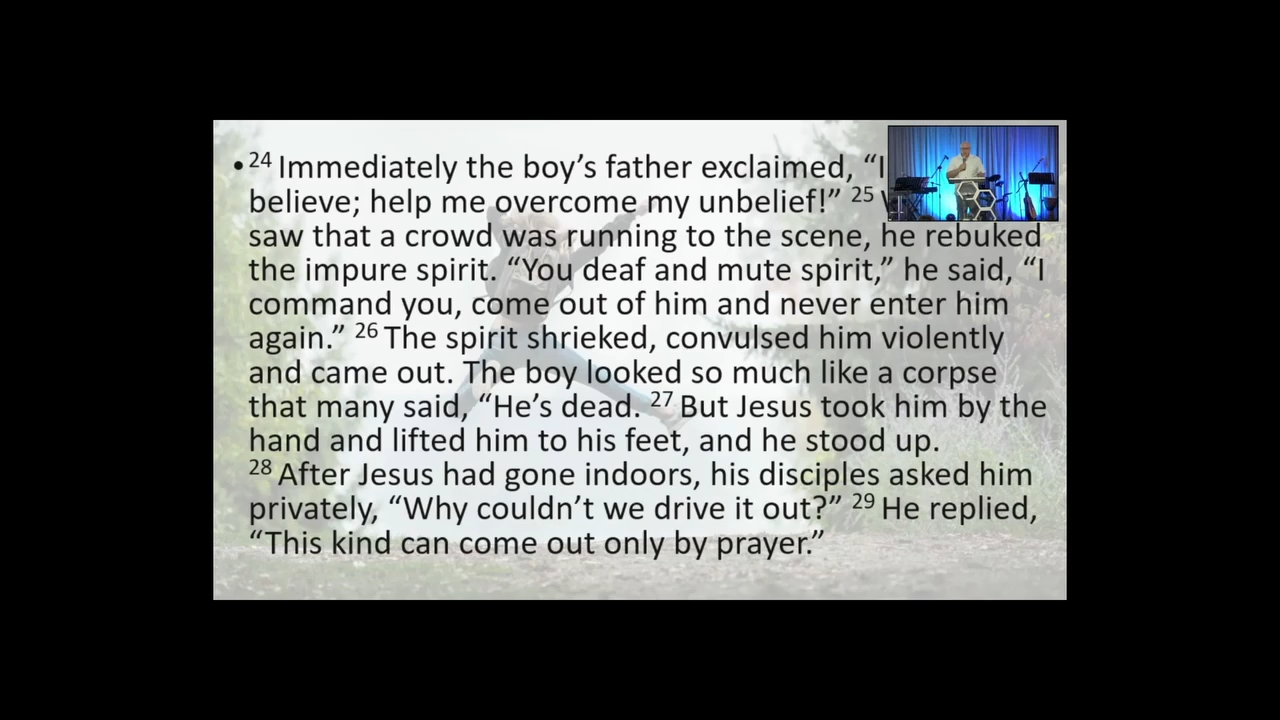 • 24 Immediately the boy’s father exclaimed, “I
believe; help me overcome my unbelief!” 25
saw that a crowd was running to the scene, he rebuked
the impure spirit. “You deaf and mute spirit,” he said, “I
command you, come out of him and never enter him
again.” 26 The spirit shrieked, convulsed him violently
and came out. The boy looked so much like a corpse
that many said, “He’s dead. 27 But Jesus took him by the
hand and lifted him to his feet, and he stood up.
28 After Jesus had gone indoors, his disciples asked him
privately, “Why couldn’t we drive it out?” 29 He replied,
“This kind can come out only by prayer.”